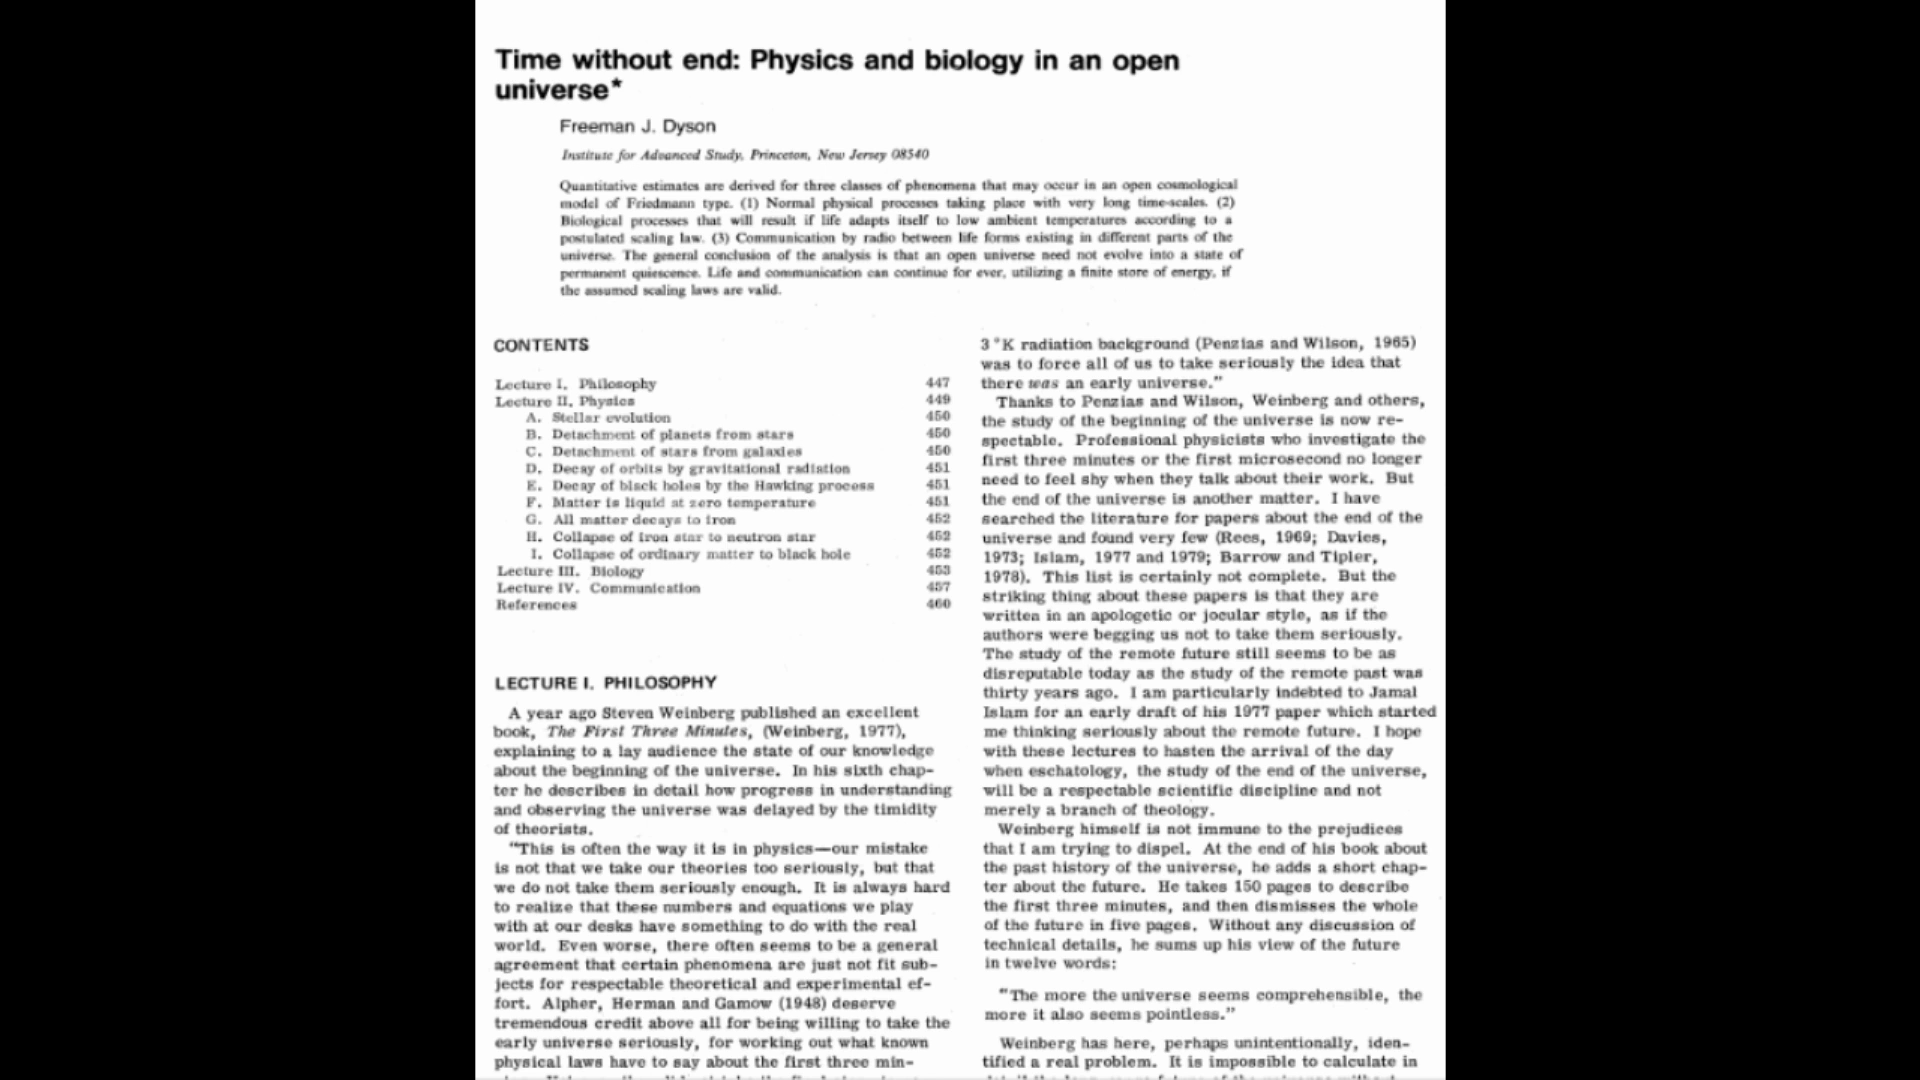 Time without end: Physics and biology in an open
universe*
Freeman J. Dyson
Institute for Advanced Study, Princeton, New Jersey 08540
Quantitative estimates are derived for three classes of phenomena that may occur in an open cosmological
model of Friedmann type. (1) Normal physical processes taking place with very long time-scales. (2)
Biological processes that will result if life adapts itself to low ambient temperatures according to a
postulated scaling law. (3) Communication by radio between life forms existing in different parts of the
universe. The general conclusion of the analysis is that an open universe need not evolve into a state of
permanent quiescence. Life and communication can continue for ever, utilizing a finite store of energy, if
the assumed scaling laws are valid.
CONTENTS
Lecture I. Philosophy 447
Lecture II. Physics 449
A. Stellar evolution 450
B. Detachment of planets from stars 450
C. Detachment of stars from galaxies 450
D. Decay of orbits by gravitational radiation 451
E. Decay of black holes by the Hawking process 451
F. Matter is liquid at zero temperature 451
G. All matter decays to iron 452
H. Collapse of iron star to neutron star 452
I. Collapse of ordinary matter to black hole 452
Lecture III. Biology 453
Lecture IV. Communication 457
References 460
LECTURE I. PHILOSOPHY
A year ago Steven Weinberg published an excellent
book, The First Three Minutes, (Weinberg, 1977),
explaining to a lay audience the state of our knowledge
about the beginning of the universe. In his sixth chap-
ter he describes in detail how progress in understanding
and observing the universe was delayed by the timidity
of theorists.
"This is often the way it is in physics—our mistake
is not that we take our theories too seriously, but that
we do not take them seriously enough. It is always hard
to realize that these numbers and equations we play
with at our desks have something to do with the real
world. Even worse, there often seems to be a general
agreement that certain phenomena are just not fit sub-
jects for respectable theoretical and experimental ef-
fort. Alpher, Herman and Gamow (1948) deserve
tremendous credit above all for being willing to take the
early universe seriously, for working out what known
physical laws have to say about the first three min-
3 °K radiation background (Penzias and Wilson, 1965)
was to force all of us to take seriously the idea that
there was an early universe."
Thanks to Penzias and Wilson, Weinberg and others,
the study of the beginning of the universe is now re-
spectable. Professional physicists who investigate the
first three minutes or the first microsecond no longer
need to feel shy when they talk about their work. But
the end of the universe is another matter. I have
searched the literature for papers about the end of the
universe and found very few (Rees, 1969; Davies,
1973; Islam, 1977 and 1979; Barrow and Tipler,
1978). This list is certainly not complete. But the
striking thing about these papers is that they are
written in an apologetic or jocular style, as if the
authors were begging us not to take them seriously.
The study of the remote future still seems to be as
disreputable today as the study of the remote past was
thirty years ago. I am particularly indebted to Jamal
Islam for an early draft of his 1977 paper which started
me thinking seriously about the remote future. I hope
with these lectures to hasten the arrival of the day
when eschatology, the study of the end of the universe,
will be a respectable scientific discipline and not
merely a branch of theology.
Weinberg himself is not immune to the prejudices
that I am trying to dispel. At the end of his book about
the past history of the universe, he adds a short chap-
ter about the future. He takes 150 pages to describe
the first three minutes, and then dismisses the whole
of the future in five pages. Without any discussion of
technical details, he sums up his view of the future
in twelve words:
"The more the universe seems comprehensible, the
more it also seems pointless."
Weinberg has here, perhaps unintentionally, iden-
tified a real problem. It is impossible to calculate in